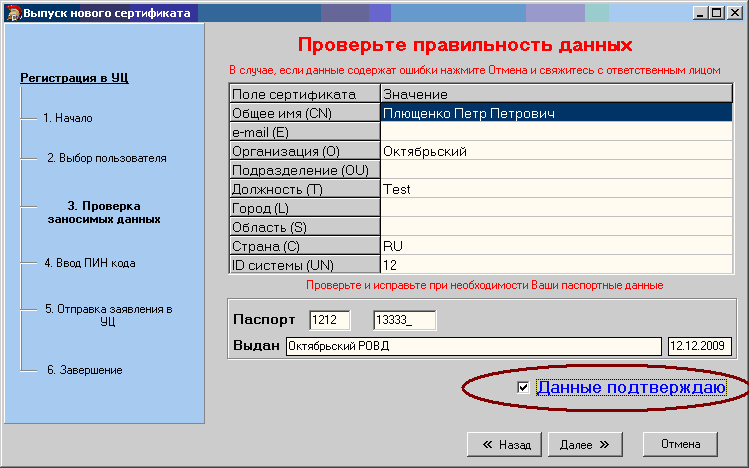 Выпуск нового сертификата
Регистрация в УЦ
1. Начало
2. Выбор пользователя
3. Проверка
заносимых данных
4. Ввод ПИН кода
5. Отправка заявления в
УЦ
6. Завершение
Проверьте правильность данных
В случае, если данные содержат ошибки нажмите Отмена и свяжитесь с ответственным лицом
Поле сертификата Значение
Общее имя (CN) Плющенко Петр Петрович
e-mail (E)
Организация (O) Октябрьский
Подразделение (OU)
Должность (T) Test
Город (L)
Область (S)
Страна (C) RU
ID системы (UN) 12
Проверьте и исправьте при необходимости Ваши паспортные данные
Паспорт 1212 13333_
Выдан Октябрьский РОВД 12.12.2009
Данные подтверждаю
« Назад Далее » Отмена